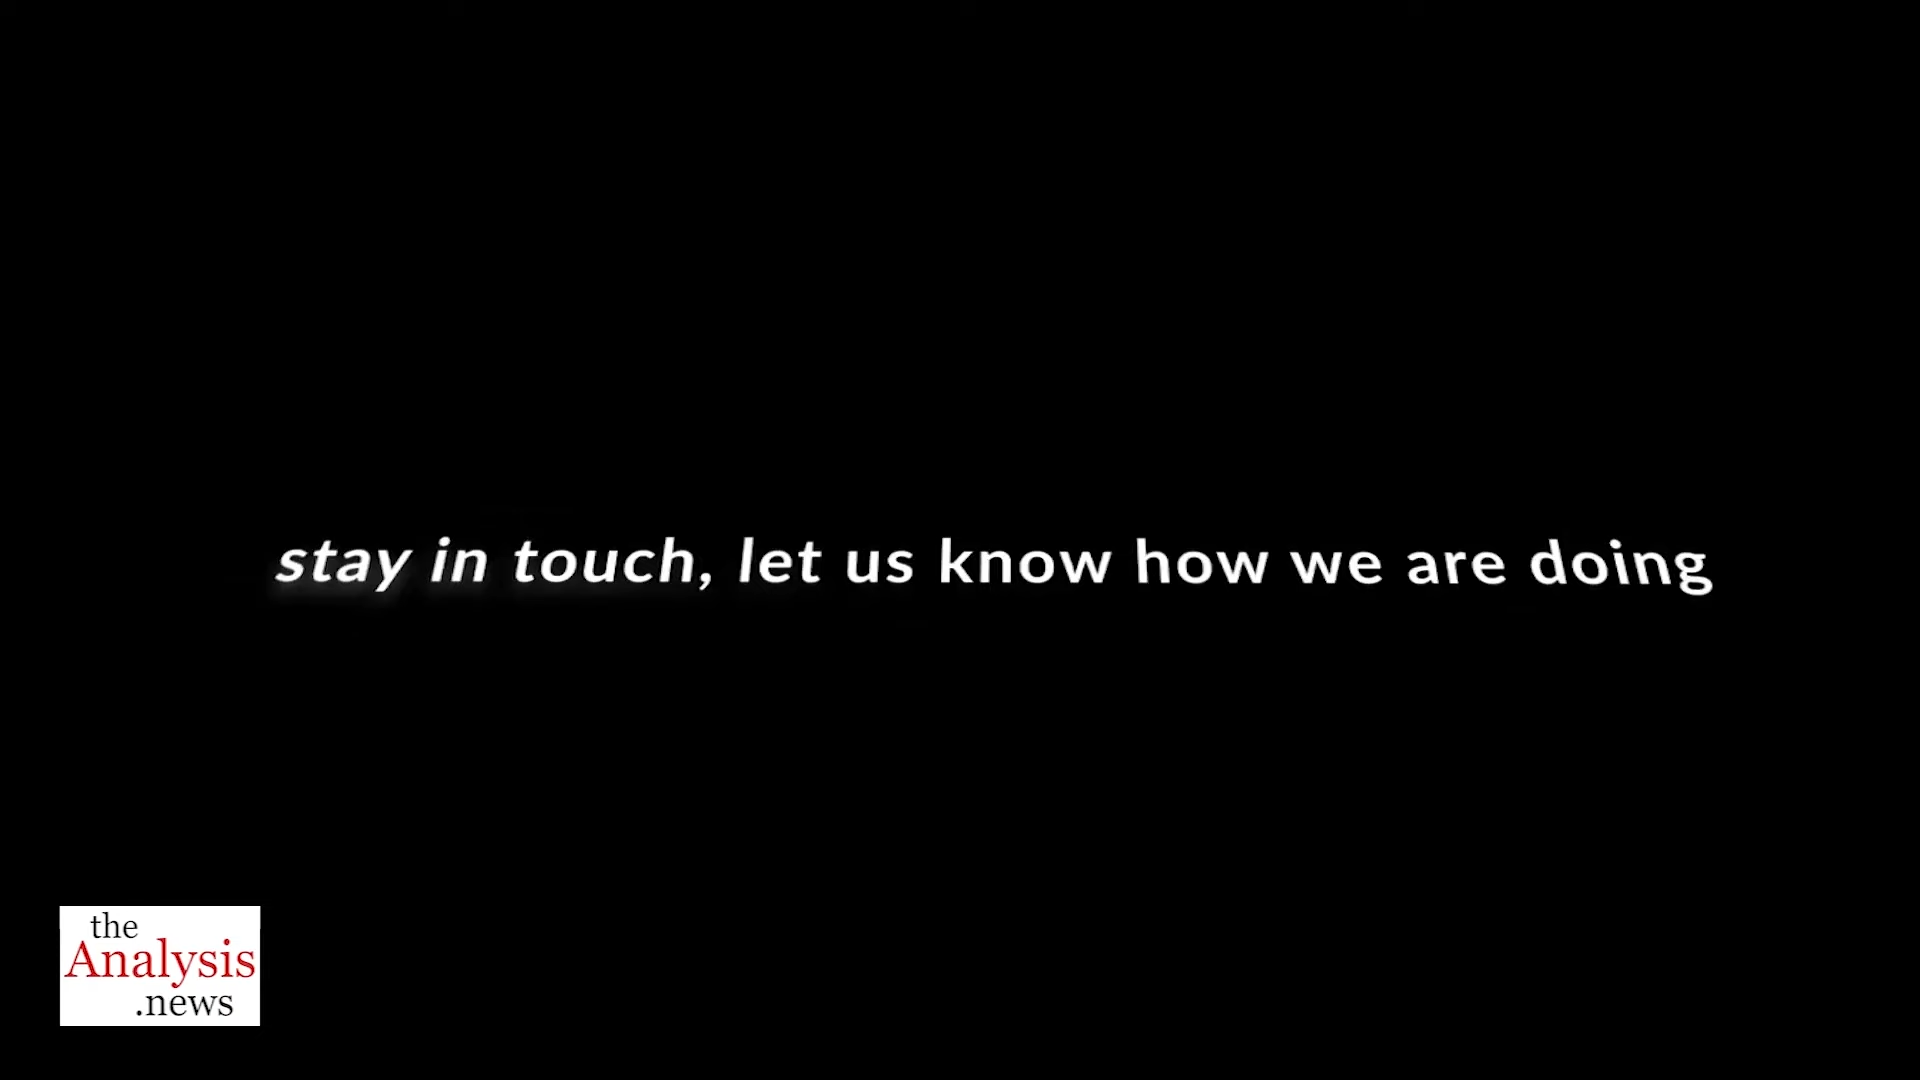 stay in touch, let us know how we are doing
the
Analysis
.news